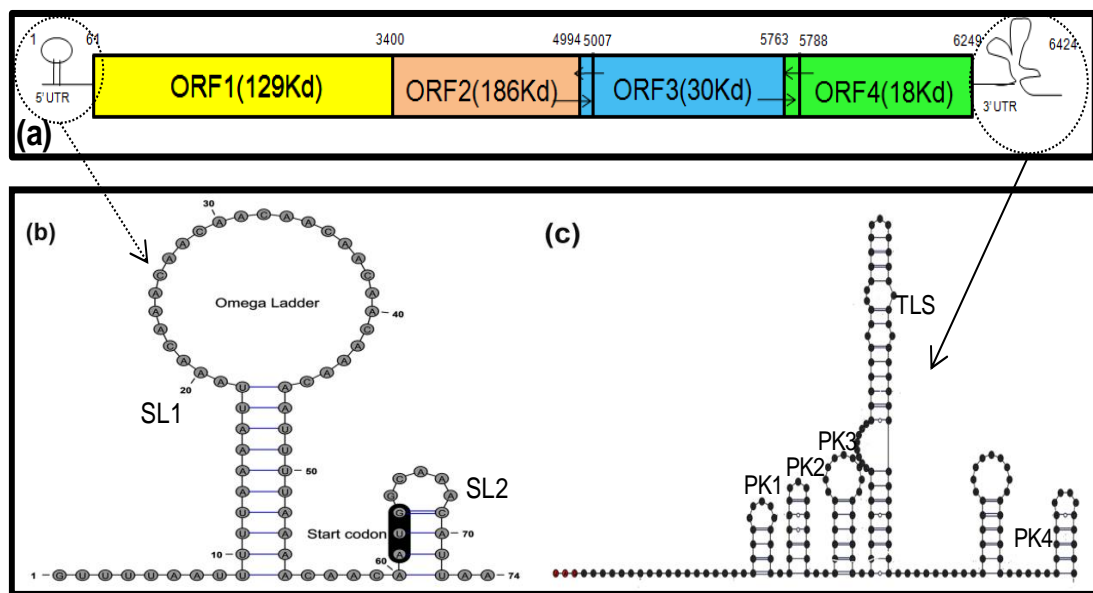 1 61 3400 4994 5007 5763 5788 6249 6424
ORF1(129Kd) ORF2(186Kd) ORF3(30Kd) ORF4(18Kd)
5'UTR 3'UTR
(a)
(b)
30
Omega Ladder
40
20
SL1
50
SL2
Start codon
70
10
60
1 G U U U U A A U U U A C A A C A U A A 74
(c)
TLS
PK3
PK2
PK1
PK4